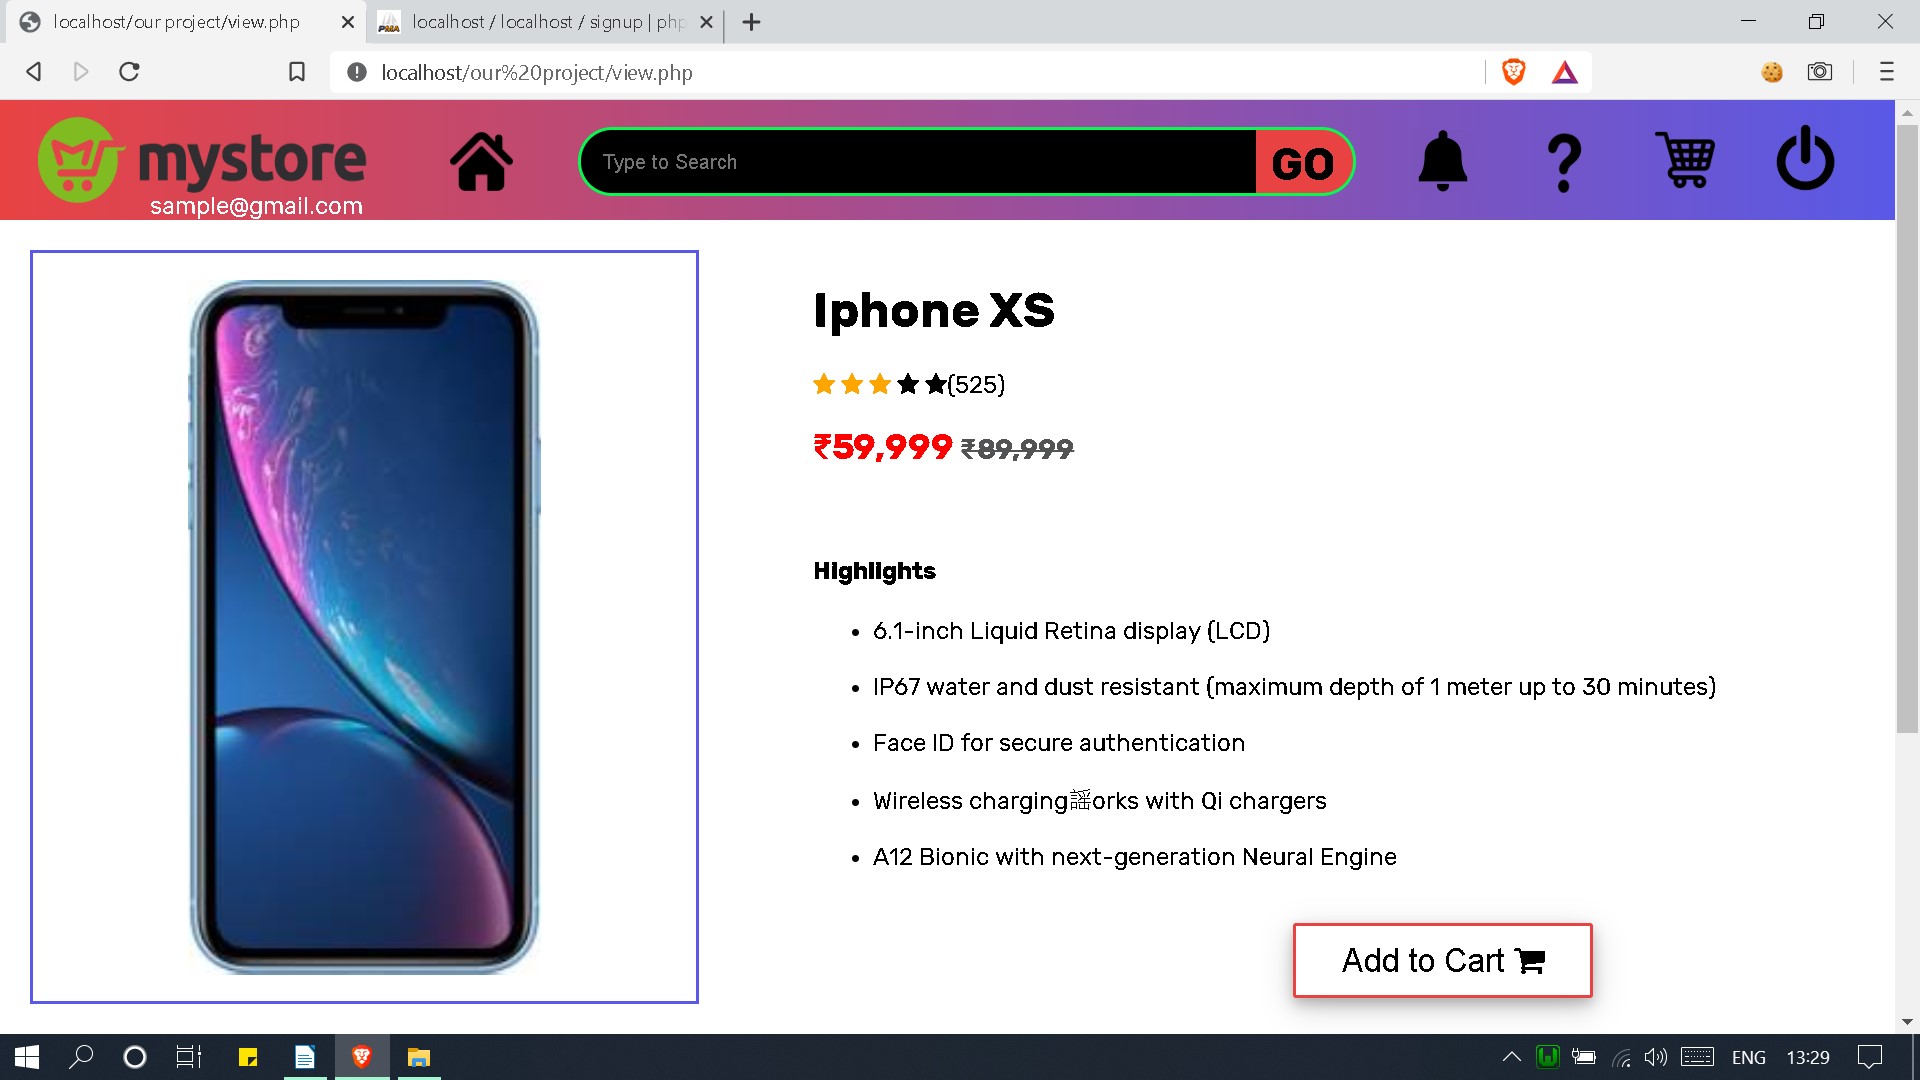 localhost/our project/view.php
localhost / localhost / signup | php
localhost/our%20project/view.php
mystore
sample@gmail.com
Type to Search
GO
Iphone XS
(525)
₹59,999 ₹89,999
Highlights
• 6.1-inch Liquid Retina display (LCD)
• IP67 water and dust resistant (maximum depth of 1 meter up to 30 minutes)
• Face ID for secure authentication
• Wireless charging謡orks with Qi chargers
• A12 Bionic with next-generation Neural Engine
Add to Cart
ENG 13:29